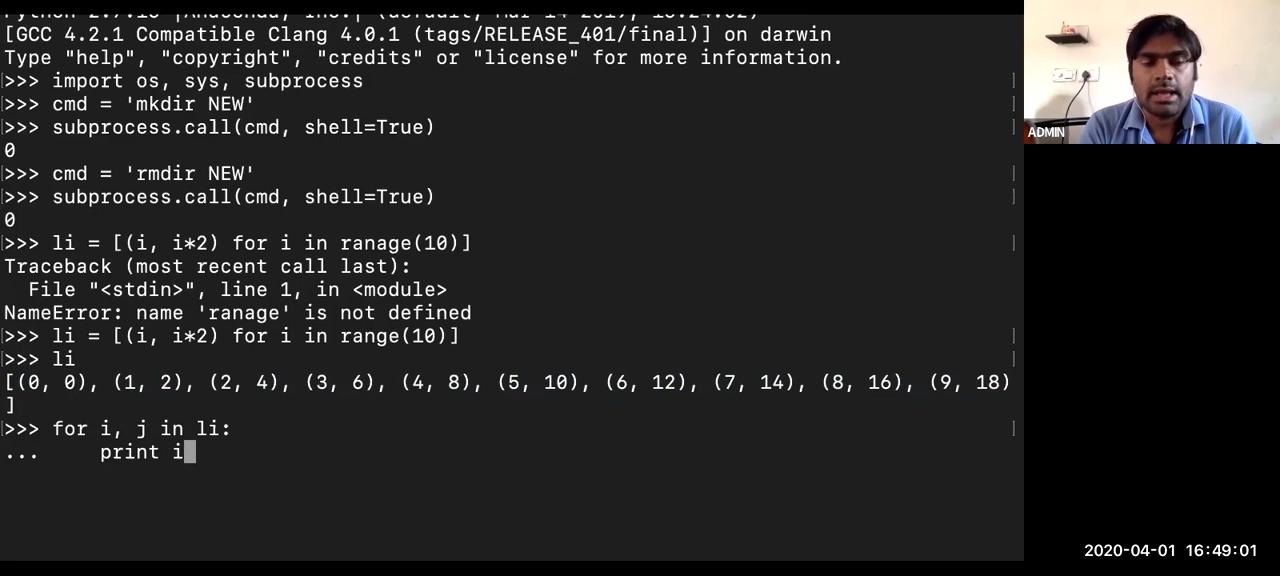 [GCC 4.2.1 Compatible Clang 4.0.1 (tags/RELEASE_401/final)] on darwin
Type "help", "copyright", "credits" or "license" for more information.
>>> import os, sys, subprocess
>>> cmd = 'mkdir NEW'
>>> subprocess.call(cmd, shell=True)
0
>>> cmd = 'rmdir NEW'
>>> subprocess.call(cmd, shell=True)
0
>>> li = [(i, i*2) for i in ranage(10)]
Traceback (most recent call last):
  File "<stdin>", line 1, in <module>
NameError: name 'ranage' is not defined
>>> li = [(i, i*2) for i in range(10)]
>>> li
[(0, 0), (1, 2), (2, 4), (3, 6), (4, 8), (5, 10), (6, 12), (7, 14), (8, 16), (9, 18)
]
>>> for i, j in li:
...     print i
ADMIN
2020-04-01 16:49:01